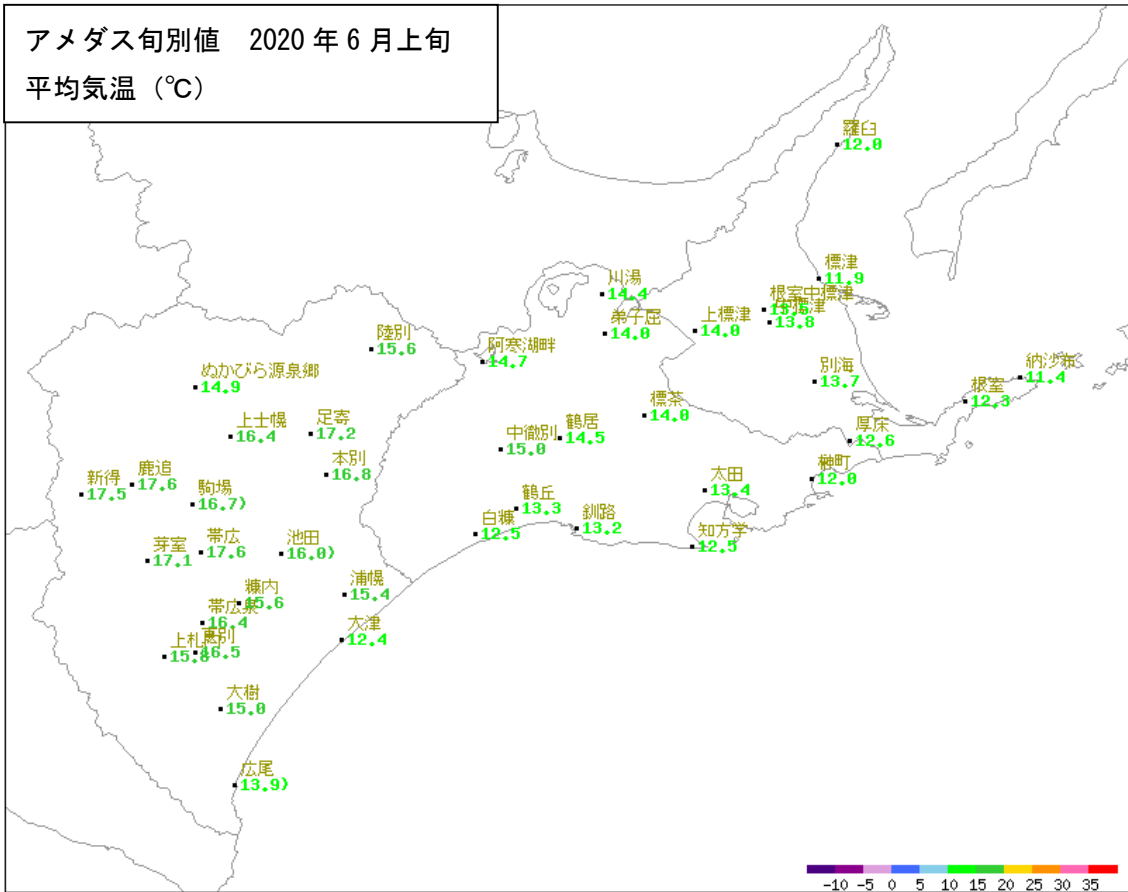 アメダス旬別値 2020年6月上旬
平均気温（℃）
羅臼
12.0
標津
11.9
川湯
14.4
根室中標津
中標津
13.8
上標津
14.0
弟子屈
14.0
陸別
15.6
阿寒湖畔
14.7
ぬかびら源泉郷
14.9
別海
13.7
納沙布
11.4
根室
12.3
標茶
14.0
上士幌
16.4
足寄
17.2
鶴居
14.5
中徹別
15.0
厚床
12.6
本別
16.8
榊町
12.0
新得
17.5
鹿追
17.6
駒場
16.7)
太田
13.4
鶴丘
13.3
白糠
12.5
釧路
13.2
知方学
12.5
芽室
17.1
帯広
17.6
池田
16.0)
糠内
15.6
浦幌
15.4
帯広泉
16.4
大津
12.4
上札内
15.8
更別
16.5
大樹
15.0
広尾
13.9)
-10 -5 0 5 10 15 20 25 30 35